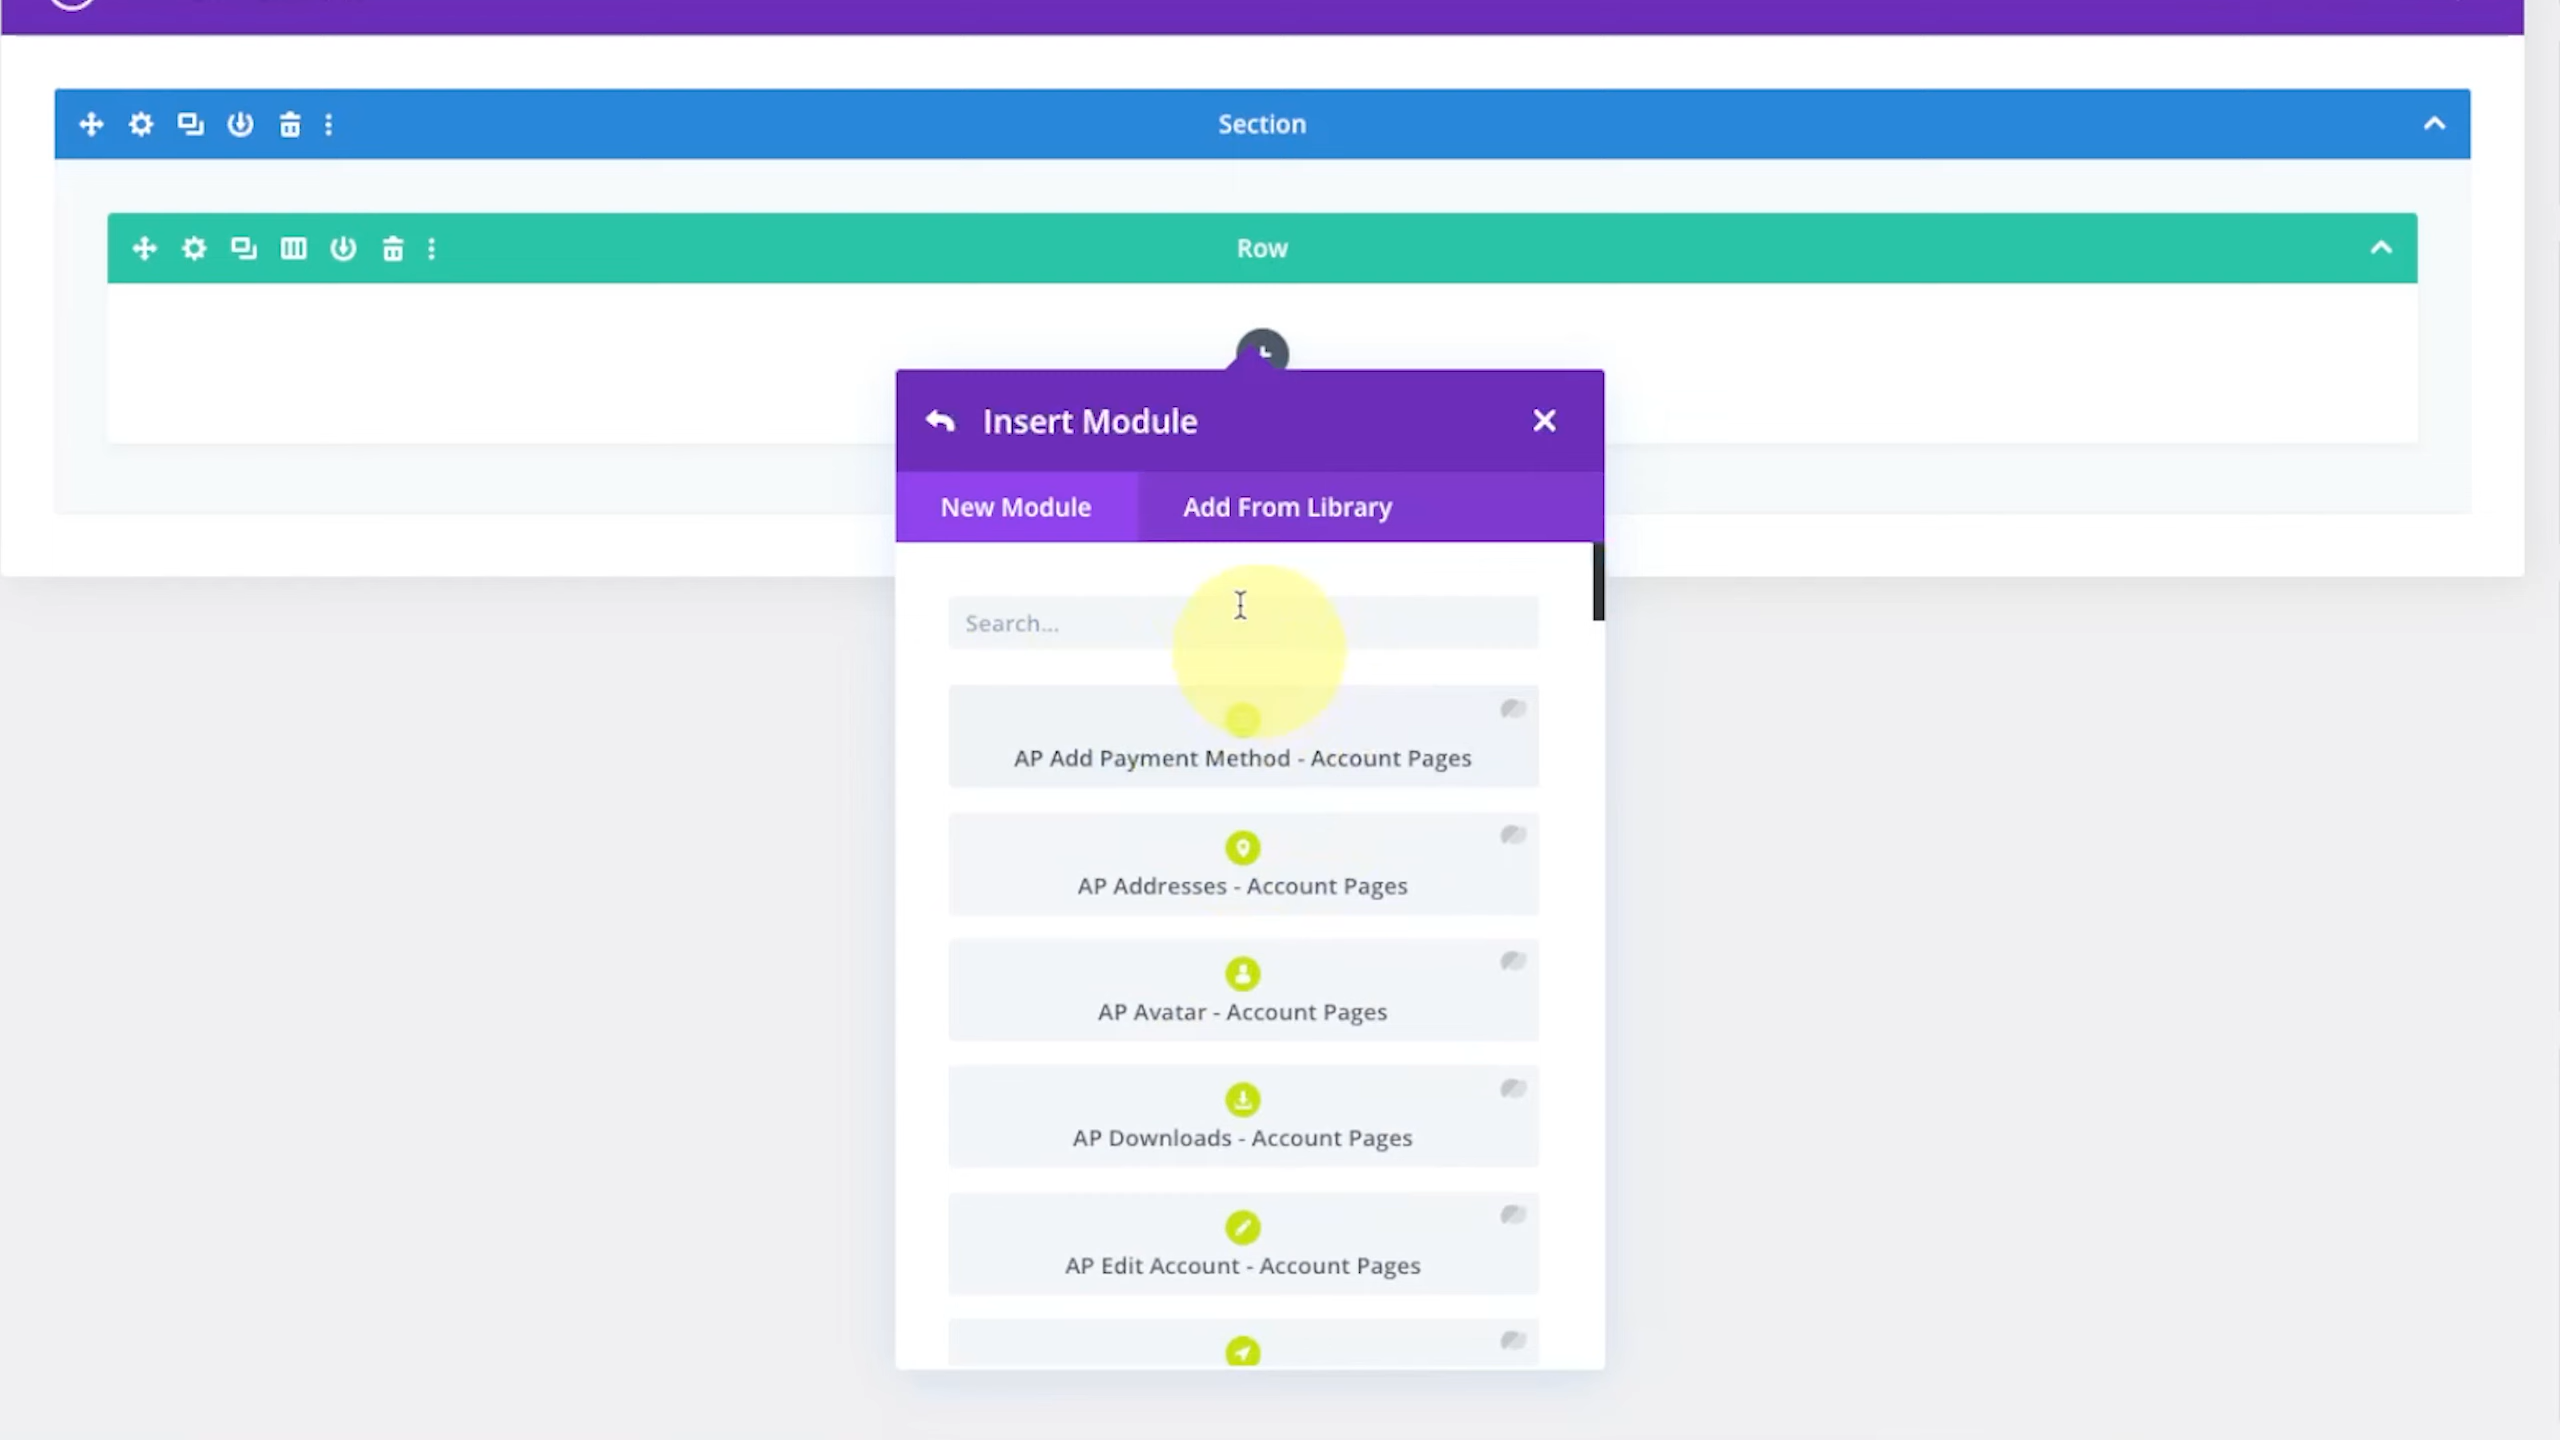 Section
Row
Insert Module
New Module
Add From Library
Search...
AP Add Payment Method - Account Pages
AP Addresses - Account Pages
AP Avatar - Account Pages
AP Downloads - Account Pages
AP Edit Account - Account Pages